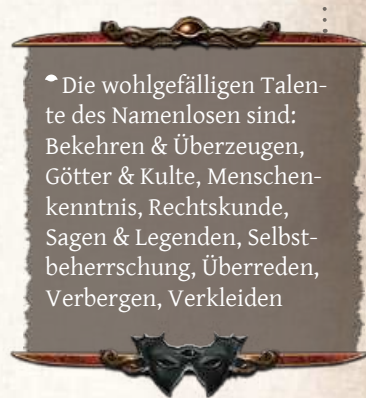 Die wohlgefälligen Talen-
te des Namenlosen sind:
Bekehren & Überzeugen,
Götter & Kulte, Menschen-
kenntnis, Rechtskunde,
Sagen & Legenden, Selbst-
beherrschung, Überreden,
Verbergen, Verkleiden